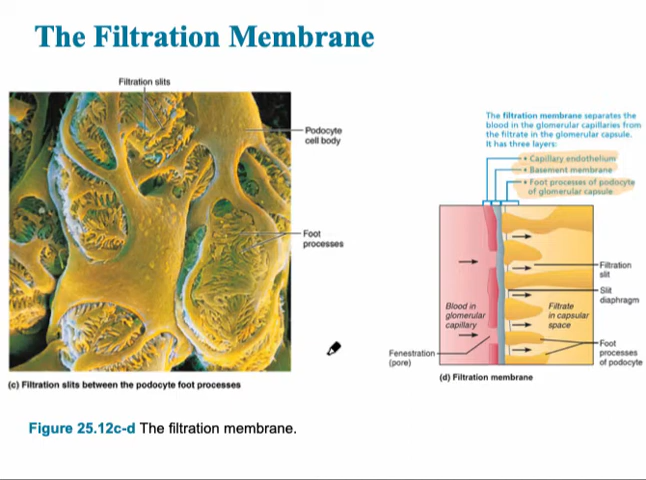 The Filtration Membrane
Filtration slits
Podocyte
cell body
Foot
processes
(c) Filtration slits between the podocyte foot processes
The filtration membrane separates the
blood in the glomerular capillaries from
the filtrate in the glomerular capsule.
It has three layers:
• Capillary endothelium
• Basement membrane
• Foot processes of podocyte
of glomerular capsule
Filtration
slit
Slit
diaphragm
Blood in
glomerular
capillary
Filtrate
in capsular
space
Fenestration
(pore)
Foot
processes
of podocyte
(d) Filtration membrane
Figure 25.12c-d The filtration membrane.